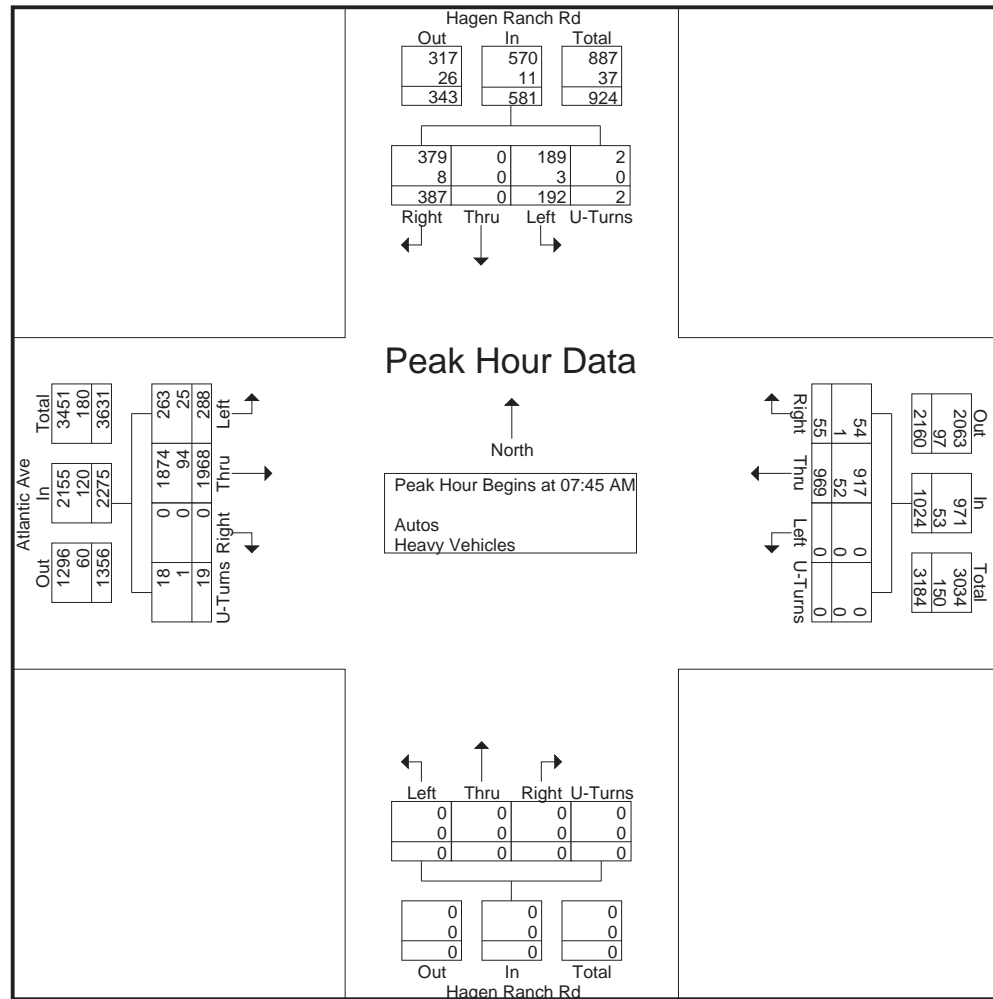 Hagen Ranch Rd
Out In Total
317 570 887
26 11 37
343 581 924
379 0 189 2
8 0 3 0
387 0 192 2
Right Thru Left U-Turns
Peak Hour Data
North
Peak Hour Begins at 07:45 AM
Autos
Heavy Vehicles
Atlantic Ave
Out In Total
1296 2155 3451
60 120 180
1356 2275 3631
18 0 1874 263
1 0 94 25
19 0 1968 288
U-Turns Right Thru Left
Out In Total
2063 971 3034
97 53 150
2160 1024 3184
54 917 0 0
1 52 0 0
55 969 0 0
Right Thru Left U-Turns
Left Thru Right U-Turns
0 0 0 0
0 0 0 0
0 0 0 0
0 0 0
0 0 0
0 0 0
Out In Total
Hagen Ranch Rd